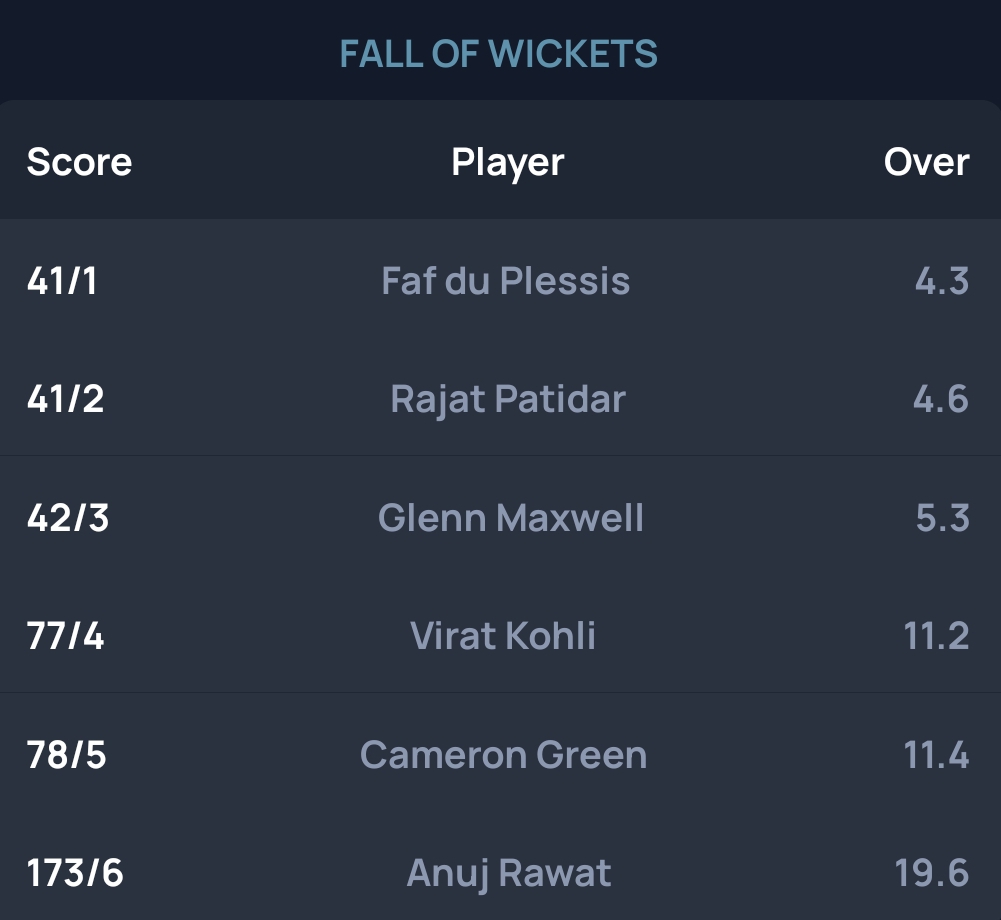 FALL OF WICKETS
Score Player Over
41/1 Faf du Plessis 4.3
41/2 Rajat Patidar 4.6
42/3 Glenn Maxwell 5.3
77/4 Virat Kohli 11.2
78/5 Cameron Green 11.4
173/6 Anuj Rawat 19.6